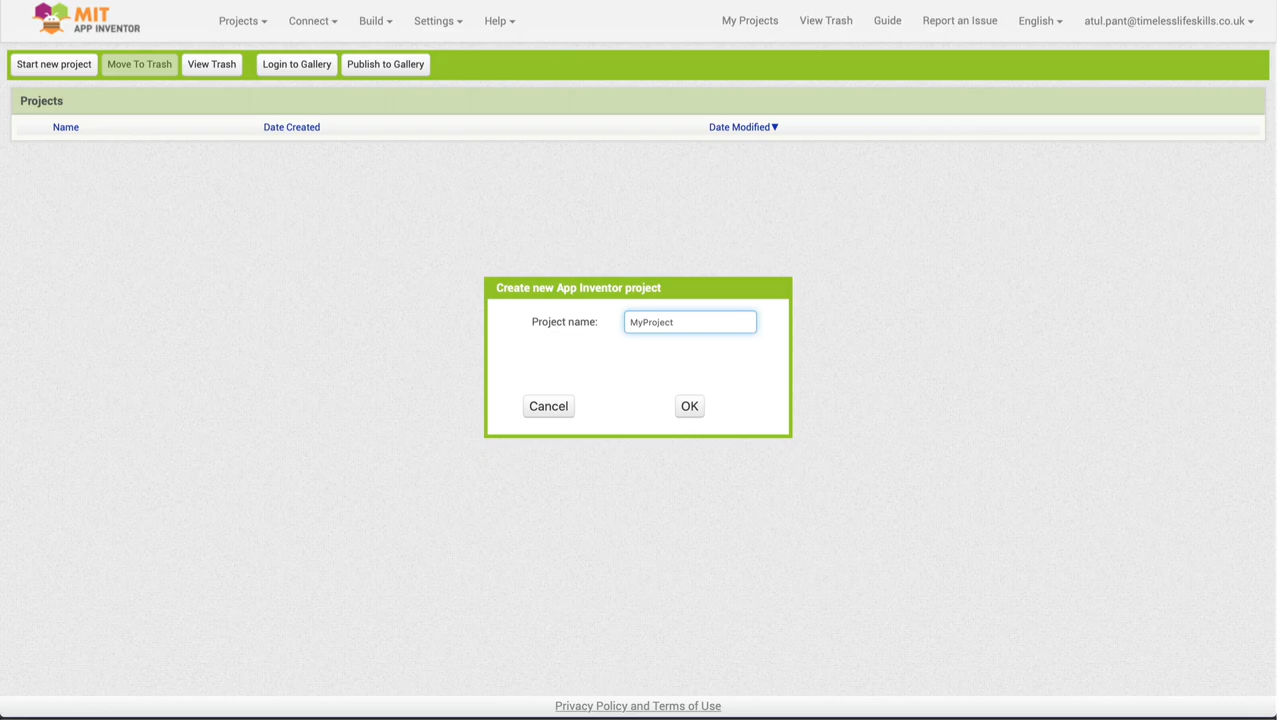 MIT
APP INVENTOR
Projects Connect Build Settings Help My Projects View Trash Guide Report an Issue English atul.pant@timelesslifeskills.co.uk
Start new project Move To Trash View Trash Login to Gallery Publish to Gallery
Projects
Name Date Created Date Modified▼
Create new App Inventor project
Project name: MyProject
Cancel OK
Privacy Policy and Terms of Use